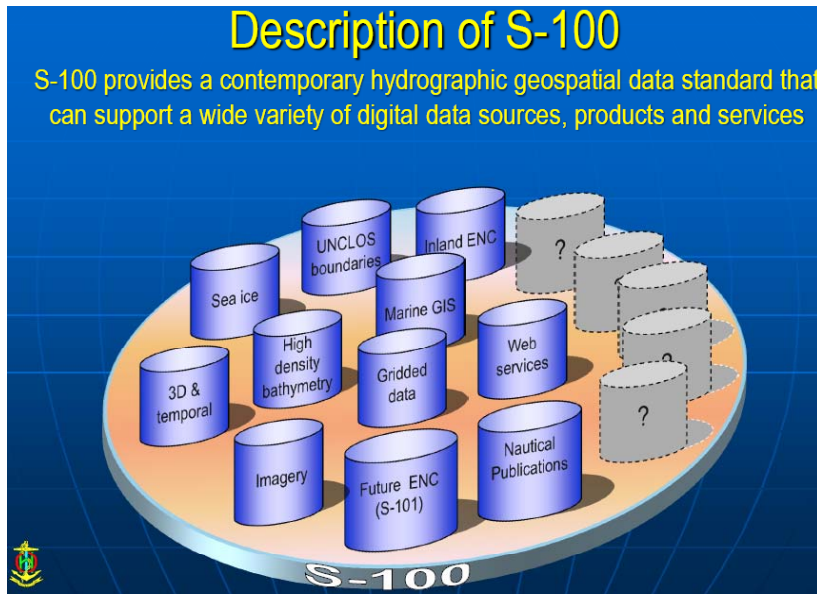 Description of S-100
S-100 provides a contemporary hydrographic geospatial data standard that
can support a wide variety of digital data sources, products and services
UNCLOS
boundaries
Inland ENC
?
Sea ice
Marine GIS
High
density
bathymetry
Web
services
3D &
temporal
Gridded
data
?
Imagery
Future ENC
(S-101)
Nautical
Publications
S-100